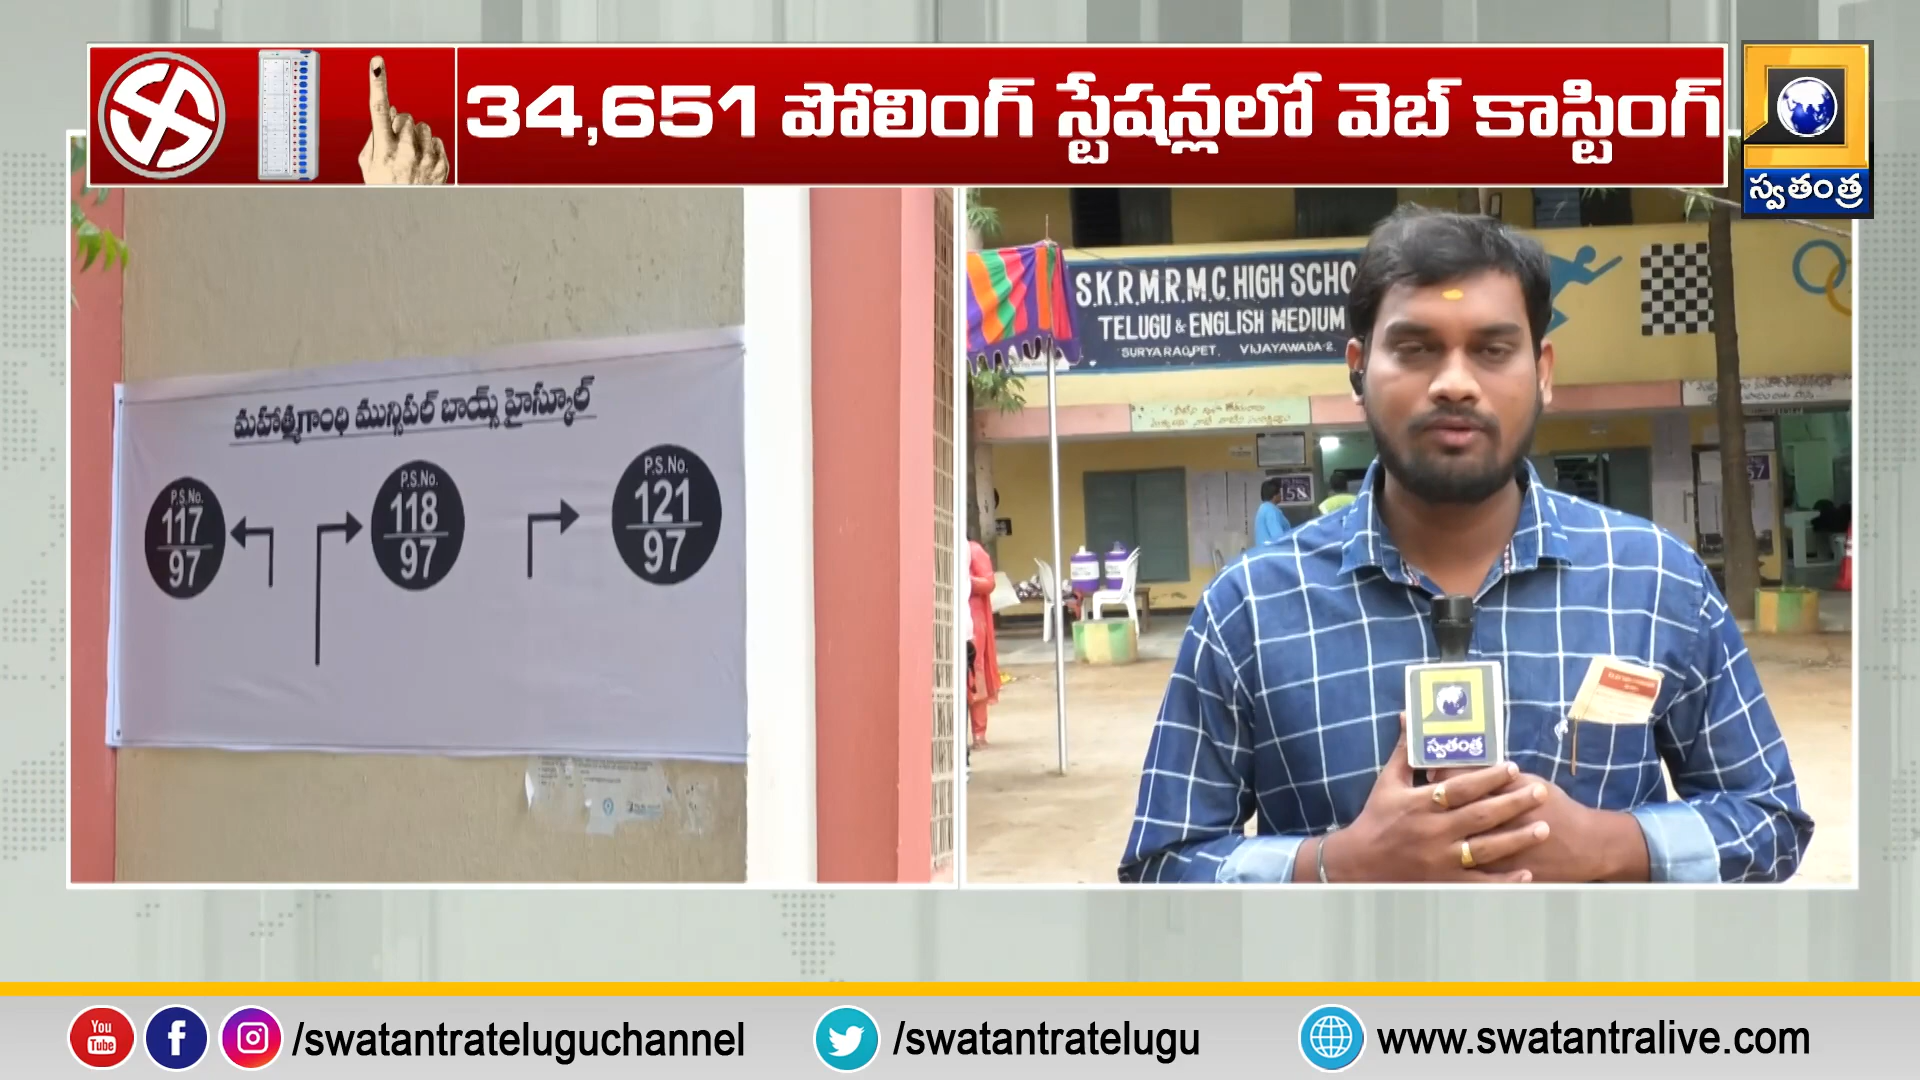 34,651 పోలింగ్ స్టేషన్లలో వెబ్ కాస్టింగ్
స్వతంత్ర
మహాత్మగాంధి మున్సిపల్ బాయ్స్ హైస్కూల్
P.S.No.
117
97
P.S.No.
118
97
P.S.No.
121
97
S.K.R.M.R.M.C. HIGH SCHO
TELUGU & ENGLISH MEDIUM
SURYARAOPET, VIJAYAWADA-2.
158
57
స్వతంత్ర
You
Tube
/swatantrateluguchannel
/swatantratelugu
www.swatantralive.com